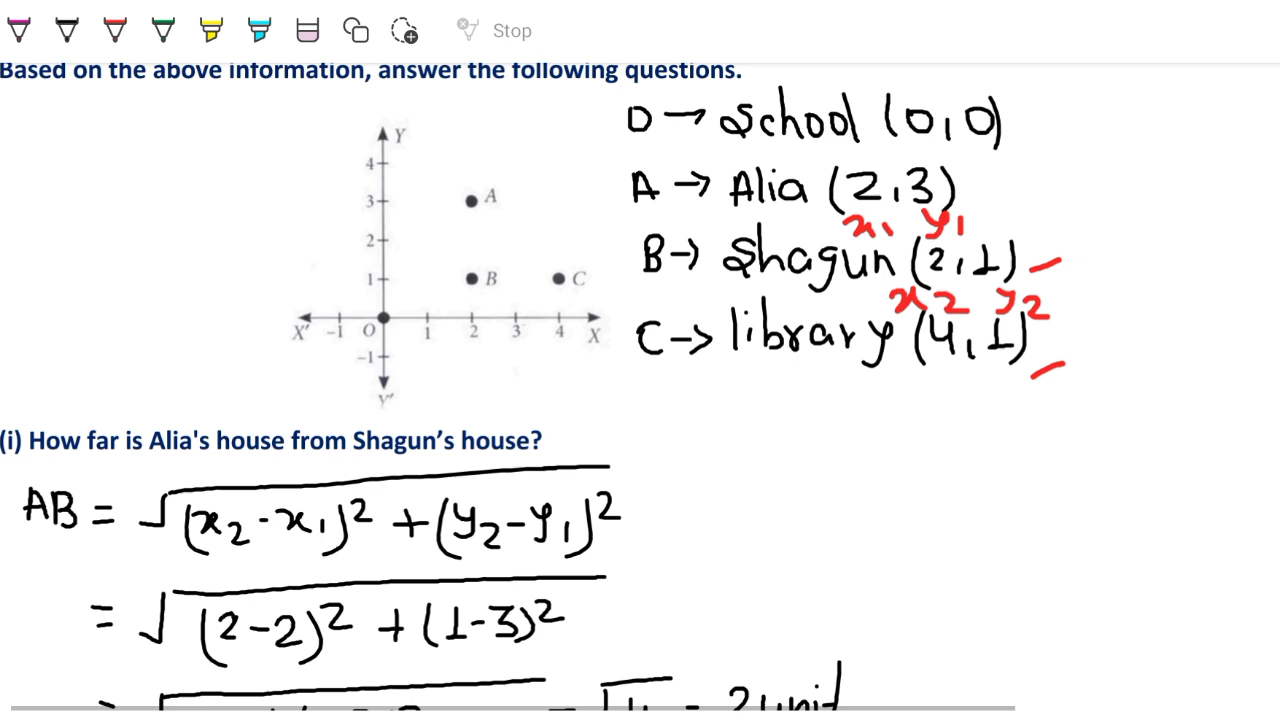 Stop
Based on the above information, answer the following questions.
O → School (0,0)
A → Alia (2,3)
x1 y1
B → Shagun (2,1)
x2 y2
C → library (4,1)
Y
4
3 A
2
1 B C
X' -1 O 1 2 3 4 X
-1
Y'
(i) How far is Alia's house from Shagun's house?
AB = √(x2-x1)² + (y2-y1)²
= √(2-2)² + (1-3)²
= = √4 = 2 unit